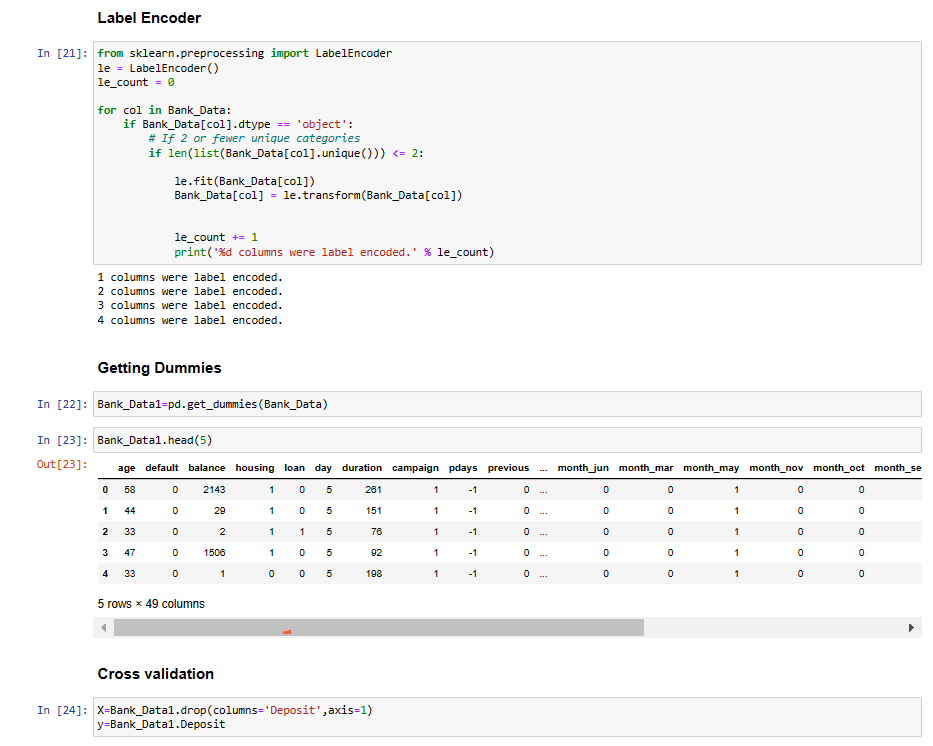 Label Encoder
In [21]: from sklearn.preprocessing import LabelEncoder
le = LabelEncoder()
le_count = 0
for col in Bank_Data:
    if Bank_Data[col].dtype == 'object':
        # If 2 or fewer unique categories
        if len(list(Bank_Data[col].unique())) <= 2:
            le.fit(Bank_Data[col])
            Bank_Data[col] = le.transform(Bank_Data[col])
            le_count += 1
            print('%d columns were label encoded.' % le_count)
1 columns were label encoded.
2 columns were label encoded.
3 columns were label encoded.
4 columns were label encoded.
Getting Dummies
In [22]: Bank_Data1=pd.get_dummies(Bank_Data)
In [23]: Bank_Data1.head(5)
Out[23]:
age default balance housing loan day duration campaign pdays previous ... month_jun month_mar month_may month_nov month_oct month_se
0 58 0 2143 1 0 5 261 1 -1 0 ... 0 0 1 0 0
1 44 0 29 1 0 5 151 1 -1 0 ... 0 0 1 0 0
2 33 0 2 1 1 5 76 1 -1 0 ... 0 0 1 0 0
3 47 0 1506 1 0 5 92 1 -1 0 ... 0 0 1 0 0
4 33 0 1 0 0 5 198 1 -1 0 ... 0 0 1 0 0
5 rows × 49 columns
Cross validation
In [24]: X=Bank_Data1.drop(columns='Deposit',axis=1)
y=Bank_Data1.Deposit